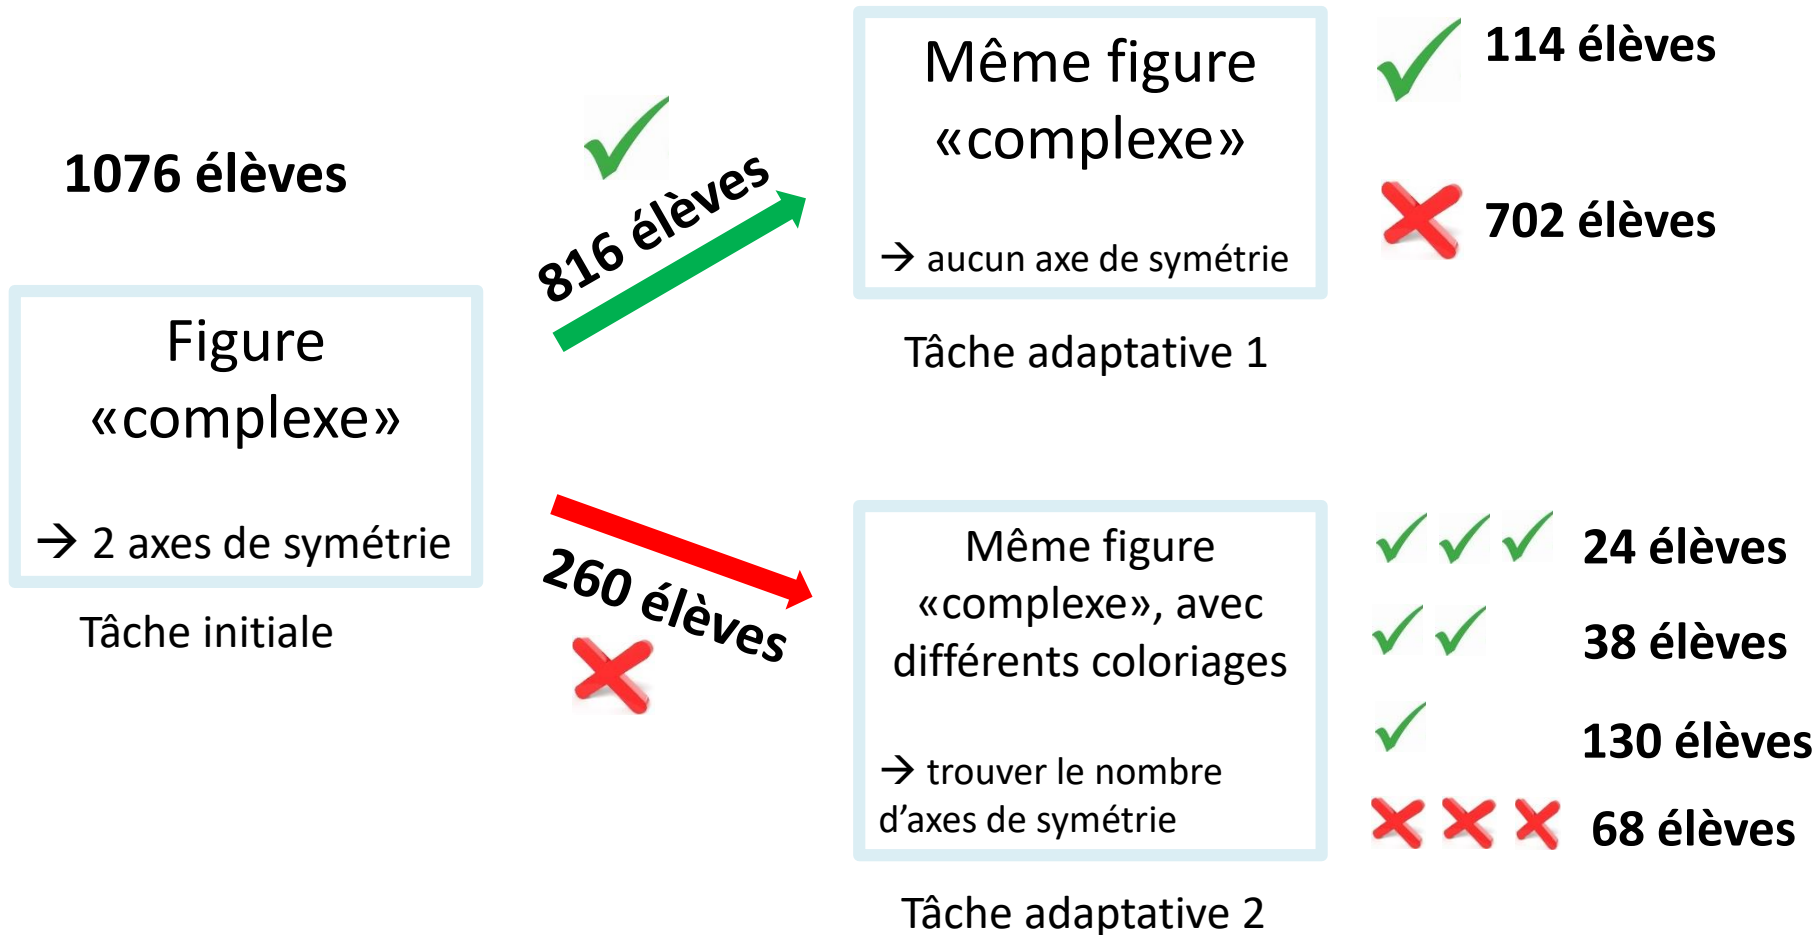 1076 élèves
Figure
«complexe»
→ 2 axes de symétrie
Tâche initiale
816 élèves
260 élèves
Même figure
«complexe»
→ aucun axe de symétrie
Tâche adaptative 1
114 élèves
702 élèves
Même figure
«complexe», avec
différents coloriages
→ trouver le nombre
d’axes de symétrie
Tâche adaptative 2
24 élèves
38 élèves
130 élèves
68 élèves